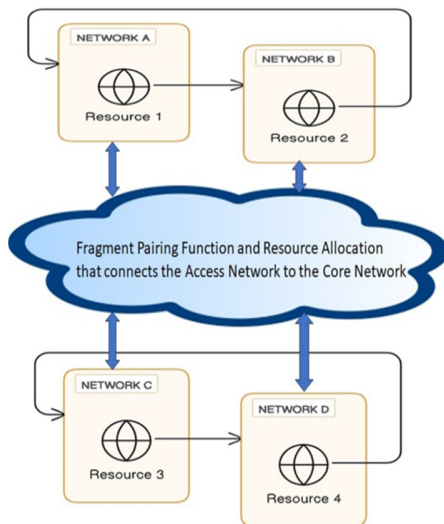 NETWORK A
Resource 1
NETWORK B
Resource 2
Fragment Pairing Function and Resource Allocation
that connects the Access Network to the Core Network
NETWORK C
Resource 3
NETWORK D
Resource 4